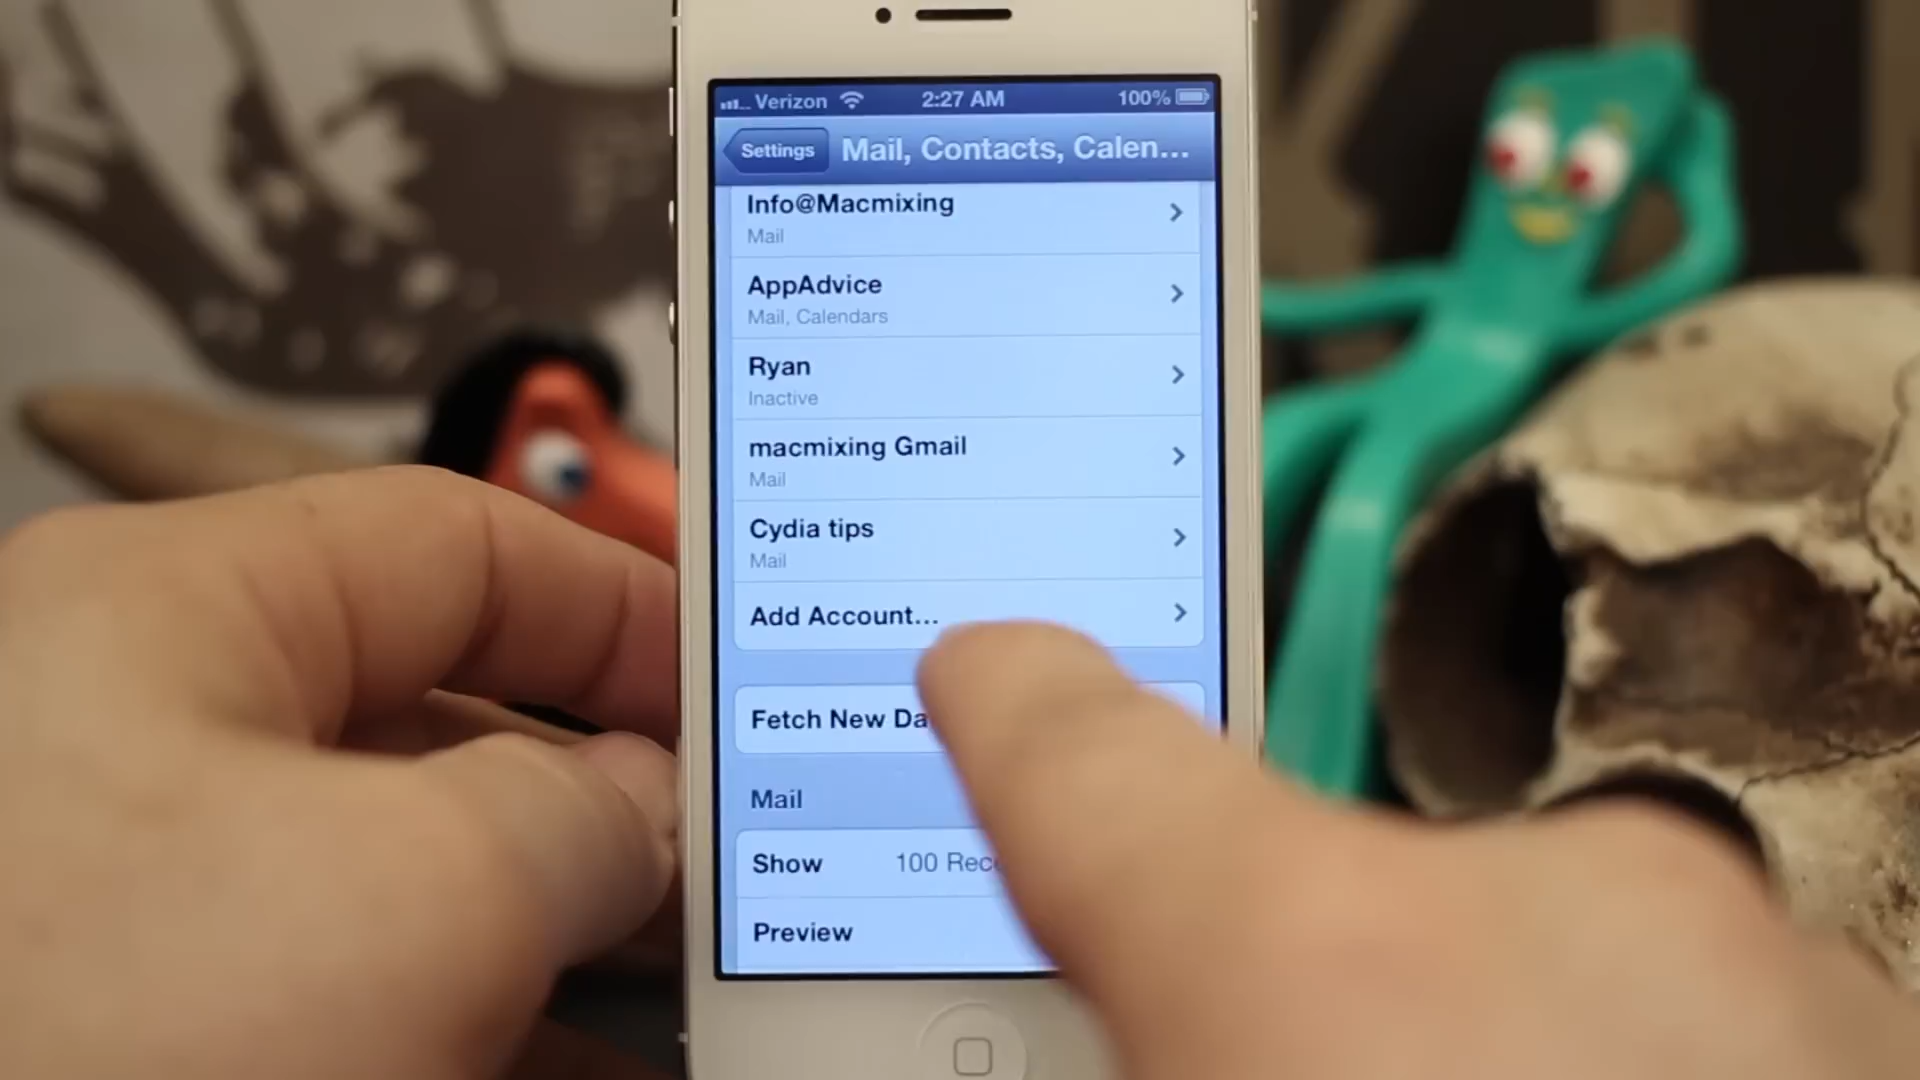 Verizon 2:27 AM 100%
Settings Mail, Contacts, Calen...
Info@Macmixing
Mail
AppAdvice
Mail, Calendars
Ryan
Inactive
macmixing Gmail
Mail
Cydia tips
Mail
Add Account...
Fetch New Da
Mail
Show 100 Rec
Preview